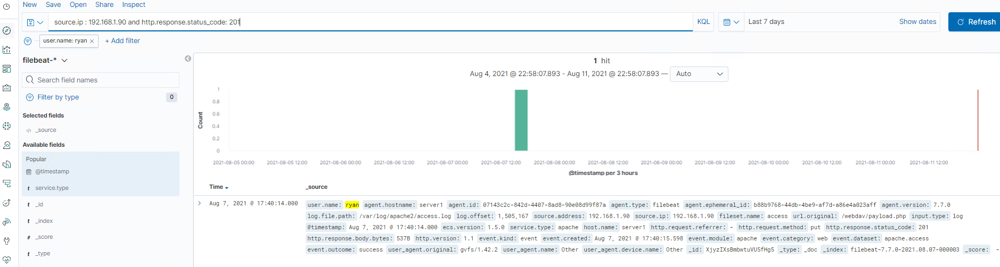 New Save Open Share Inspect
source.ip : 192.168.1.90 and http.response.status_code: 201 KQL Last 7 days Show dates Refresh
user.name: ryan × + Add filter
filebeat-*
Search field names
Filter by type 0
Selected fields
_source
Available fields
Popular
@timestamp
service.type
_id
_index
_score
_type
1 hit
Aug 4, 2021 @ 22:58:07.893 - Aug 11, 2021 @ 22:58:07.893 — Auto
Count
1
0.8
0.6
0.4
0.2
0
2021-08-05 00:00 2021-08-05 12:00 2021-08-06 00:00 2021-08-06 12:00 2021-08-07 00:00 2021-08-07 12:00 2021-08-08 00:00 2021-08-08 12:00 2021-08-09 00:00 2021-08-09 12:00 2021-08-10 00:00 2021-08-10 12:00 2021-08-11 00:00 2021-08-11 12:00
@timestamp per 3 hours
Time _source
Aug 7, 2021 @ 17:40:14.000 user.name: ryan agent.hostname: server1 agent.id: 07143c2c-842d-4407-8ad8-90e08d99f87a agent.type: filebeat agent.ephemeral_id: b88b9768-44db-4be9-af7d-a86e4a023aff agent.version: 7.7.0
log.file.path: /var/log/apache2/access.log log.offset: 1,505,167 source.address: 192.168.1.90 source.ip: 192.168.1.90 fileset.name: access url.original: /webdav/payload.php input.type: log
@timestamp: Aug 7, 2021 @ 17:40:14.000 ecs.version: 1.5.0 service.type: apache host.name: server1 http.request.referrer: - http.request.method: put http.response.status_code: 201
http.response.body.bytes: 537B http.version: 1.1 event.kind: event event.created: Aug 7, 2021 @ 17:40:15.598 event.module: apache event.category: web event.dataset: apache.access
event.outcome: success user_agent.original: gvfs/1.42.2 user_agent.name: Other user_agent.device.name: Other _id: XjyzIXsBmbwtuVU5fHg5 _type: _doc _index: filebeat-7.7.0-2021.08.07-000003 _score: -